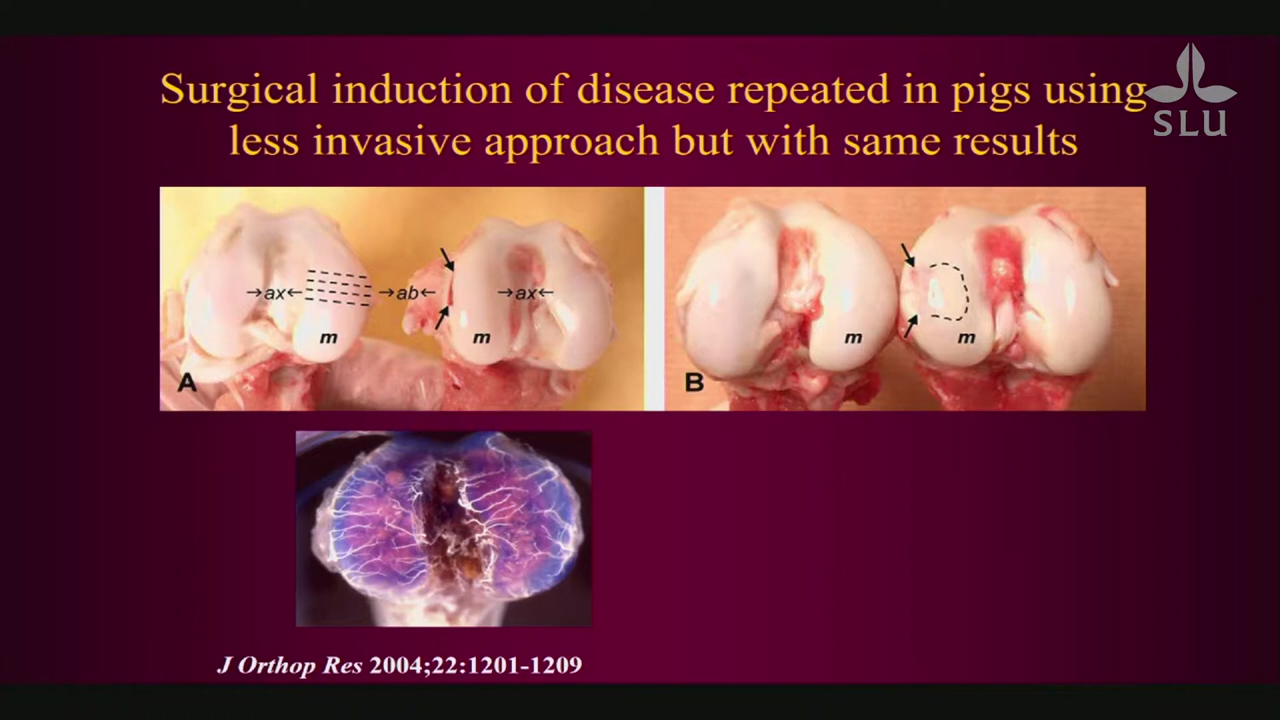 Surgical induction of disease repeated in pigs using
less invasive approach but with same results
SLU
→ax←
→ab←
→ax←
m
m
A
m
m
B
J Orthop Res 2004;22:1201-1209